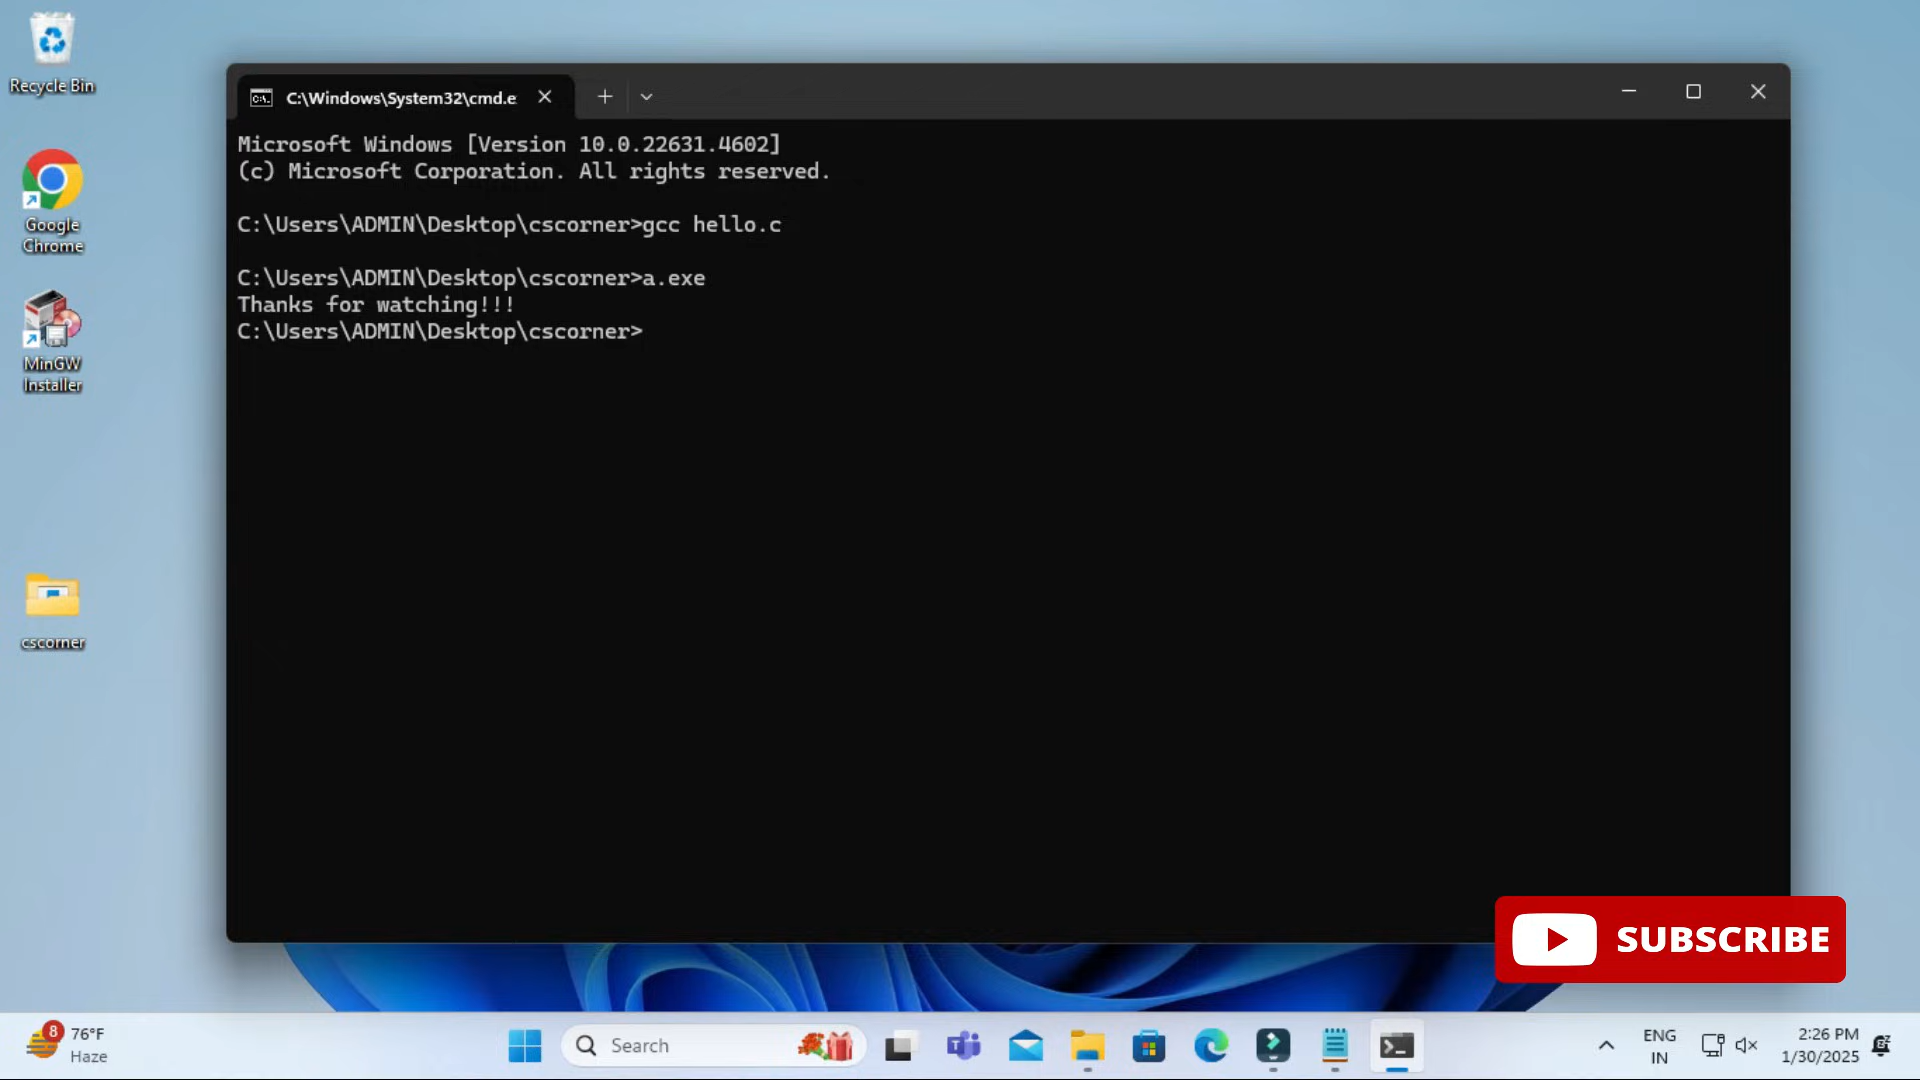 Recycle Bin
Google
Chrome
MinGW
Installer
cscorner
C:\Windows\System32\cmd.e
Microsoft Windows [Version 10.0.22631.4602]
(c) Microsoft Corporation. All rights reserved.
C:\Users\ADMIN\Desktop\cscorner>gcc hello.c
C:\Users\ADMIN\Desktop\cscorner>a.exe
Thanks for watching!!!
C:\Users\ADMIN\Desktop\cscorner>
SUBSCRIBE
8
76°F
Haze
Search
ENG
IN
2:26 PM
1/30/2025